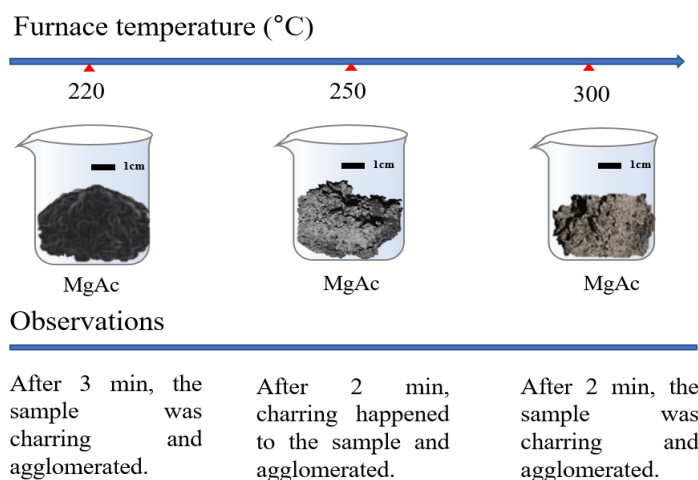 Furnace temperature (°C)
220 250 300
1cm 1cm 1cm
MgAc MgAc MgAc
Observations
After 3 min, the
sample was
charring and
agglomerated.
After 2 min,
charring happened
to the sample and
agglomerated.
After 2 min, the
sample was
charring and
agglomerated.